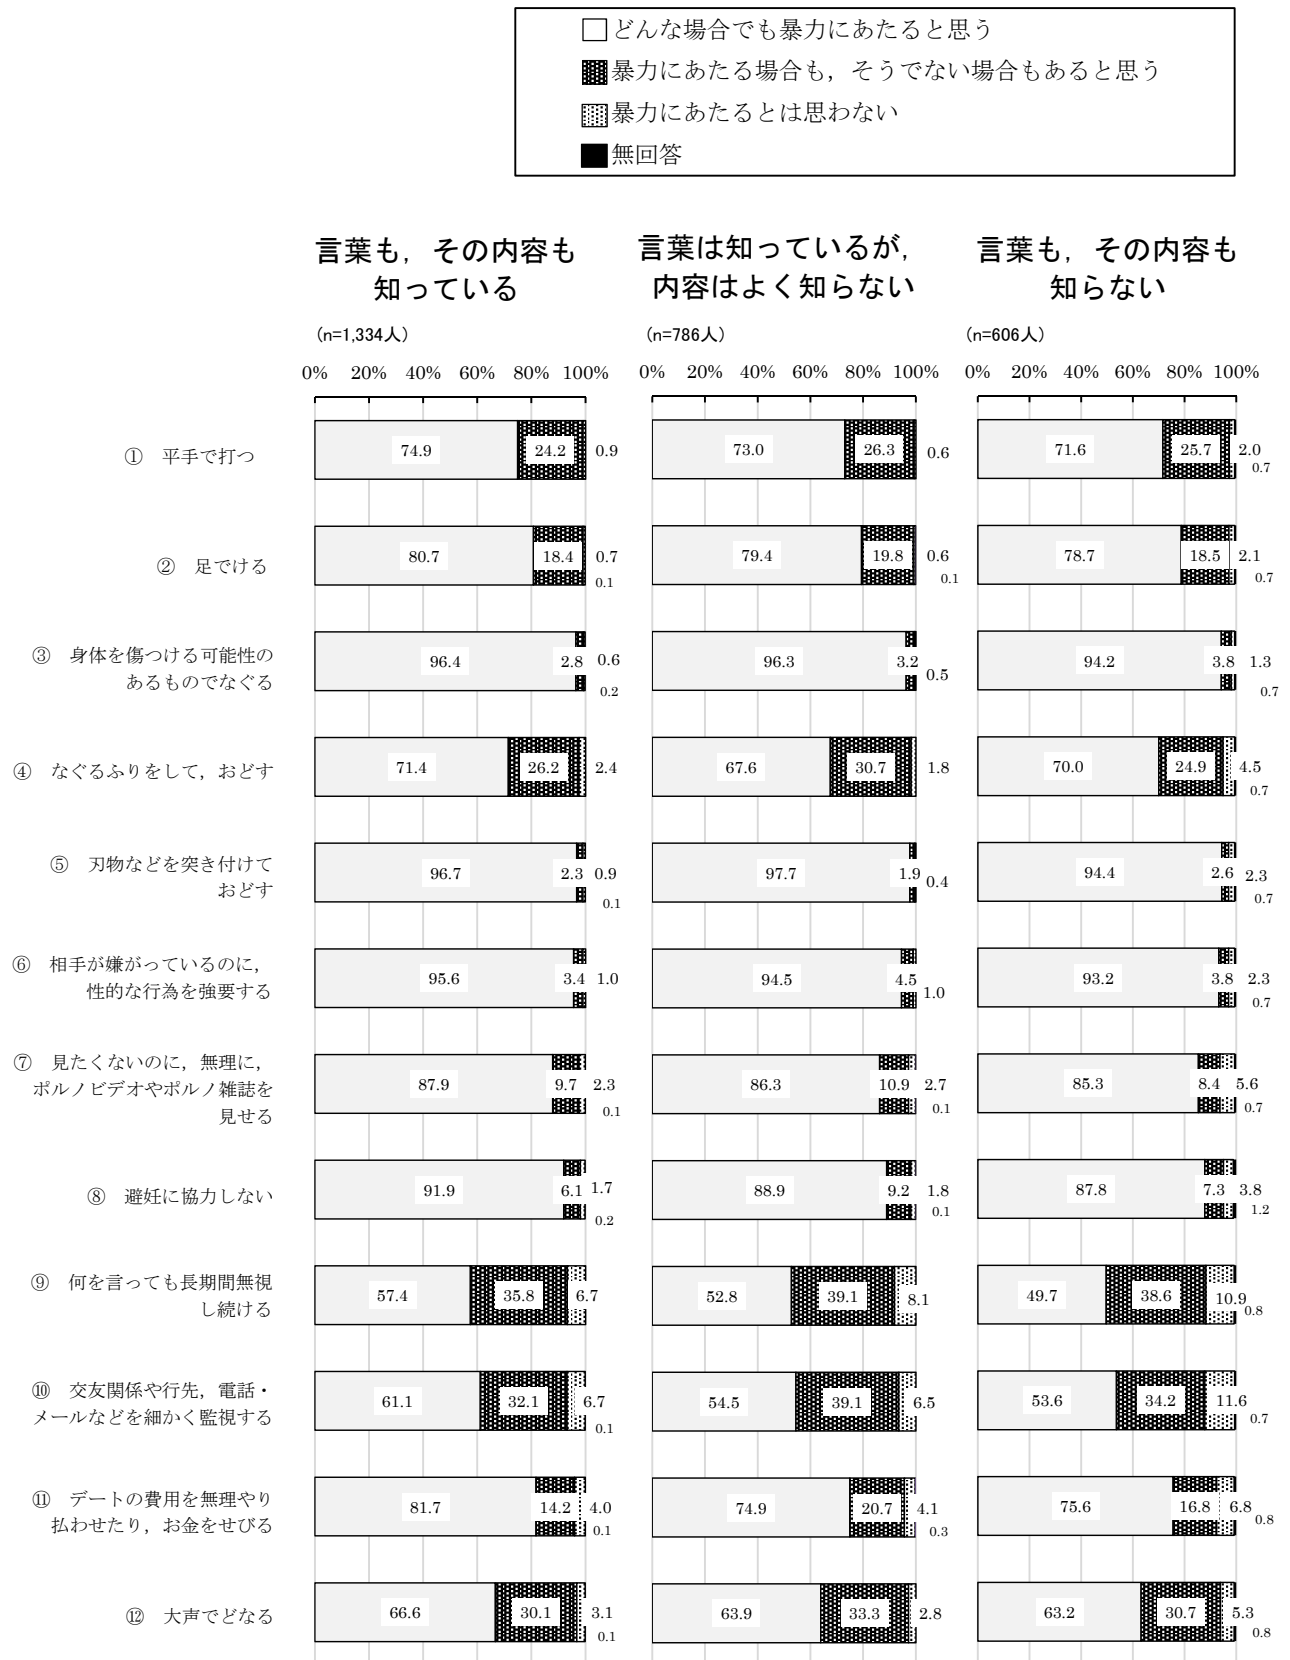 どんな場合でも暴力にあたると思う
暴力にあたる場合も，そうでない場合もあると思う
暴力にあたるとは思わない
無回答
言葉も，その内容も
知っている
言葉は知っているが，
内容はよく知らない
言葉も，その内容も
知らない
(n=1,334人)
(n=786人)
(n=606人)
0% 20% 40% 60% 80% 100%
0% 20% 40% 60% 80% 100%
0% 20% 40% 60% 80% 100%
① 平手で打つ
74.9 24.2 0.9
73.0 26.3 0.6
71.6 25.7 2.0
0.7
② 足でける
80.7 18.4 0.7
0.1
79.4 19.8 0.6
0.1
78.7 18.5 2.1
0.7
③ 身体を傷つける可能性の
あるものでなぐる
96.4 2.8 0.6
0.2
96.3 3.2
0.5
94.2 3.8 1.3
0.7
④ なぐるふりをして，おどす
71.4 26.2 2.4
67.6 30.7 1.8
70.0 24.9 4.5
0.7
⑤ 刃物などを突き付けて
おどす
96.7 2.3 0.9
0.1
97.7 1.9
0.4
94.4 2.6 2.3
0.7
⑥ 相手が嫌がっているのに，
性的な行為を強要する
95.6 3.4 1.0
94.5 4.5
1.0
93.2 3.8 2.3
0.7
⑦ 見たくないのに，無理に，
ポルノビデオやポルノ雑誌を
見せる
87.9 9.7 2.3
0.1
86.3 10.9 2.7
0.1
85.3 8.4 5.6
0.7
⑧ 避妊に協力しない
91.9 6.1 1.7
0.2
88.9 9.2 1.8
0.1
87.8 7.3 3.8
1.2
⑨ 何を言っても長期間無視
し続ける
57.4 35.8 6.7
52.8 39.1 8.1
49.7 38.6 10.9
0.8
⑩ 交友関係や行先，電話・
メールなどを細かく監視する
61.1 32.1 6.7
0.1
54.5 39.1 6.5
53.6 34.2 11.6
0.7
⑪ デートの費用を無理やり
払わせたり，お金をせびる
81.7 14.2 4.0
0.1
74.9 20.7 4.1
0.3
75.6 16.8 6.8
0.8
⑫ 大声でどなる
66.6 30.1 3.1
0.1
63.9 33.3 2.8
63.2 30.7 5.3
0.8